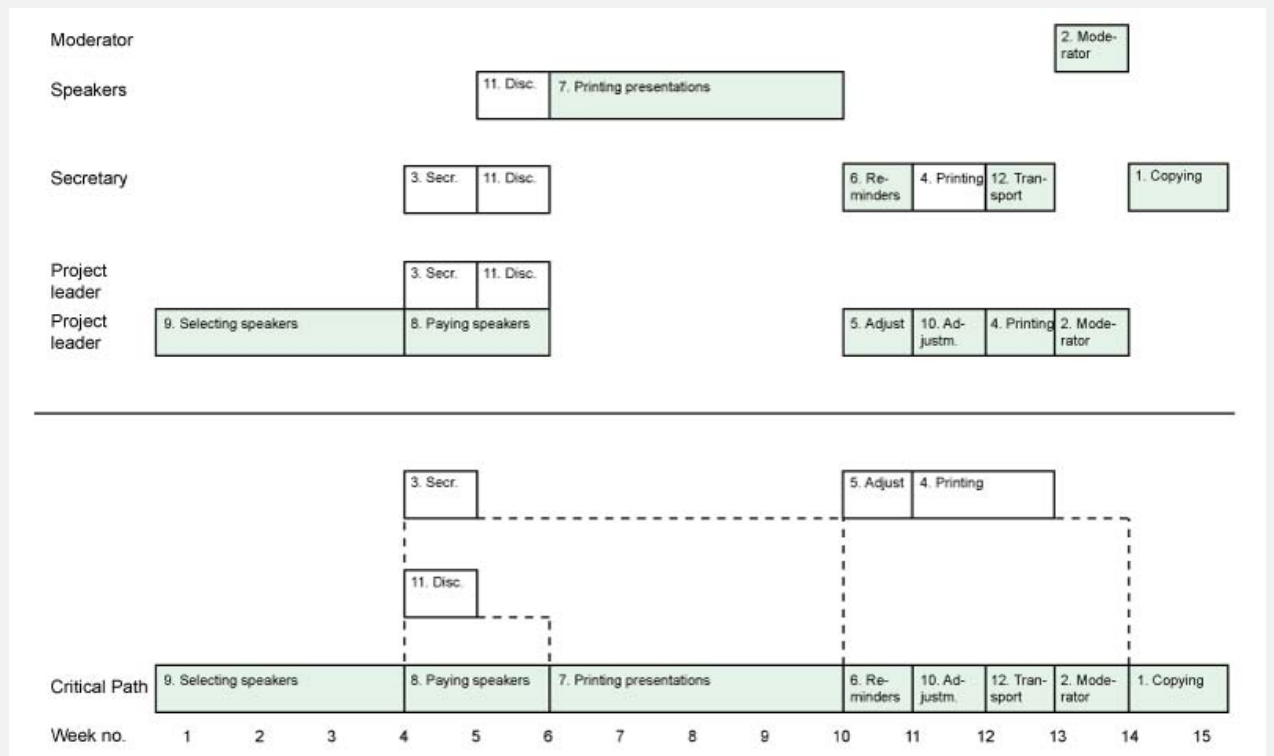 Moderator
2. Mode-
rator
Speakers
11. Disc.
7. Printing presentations
Secretary
3. Secr.
11. Disc.
6. Re-
minders
4. Printing
12. Tran-
sport
1. Copying
Project
leader
3. Secr.
11. Disc.
Project
leader
9. Selecting speakers
8. Paying speakers
5. Adjust
10. Ad-
justm.
4. Printing
2. Mode-
rator
3. Secr.
5. Adjust
4. Printing
11. Disc.
Critical Path
9. Selecting speakers
8. Paying speakers
7. Printing presentations
6. Re-
minders
10. Ad-
justm.
12. Tran-
sport
2. Mode-
rator
1. Copying
Week no. 1 2 3 4 5 6 7 8 9 10 11 12 13 14 15